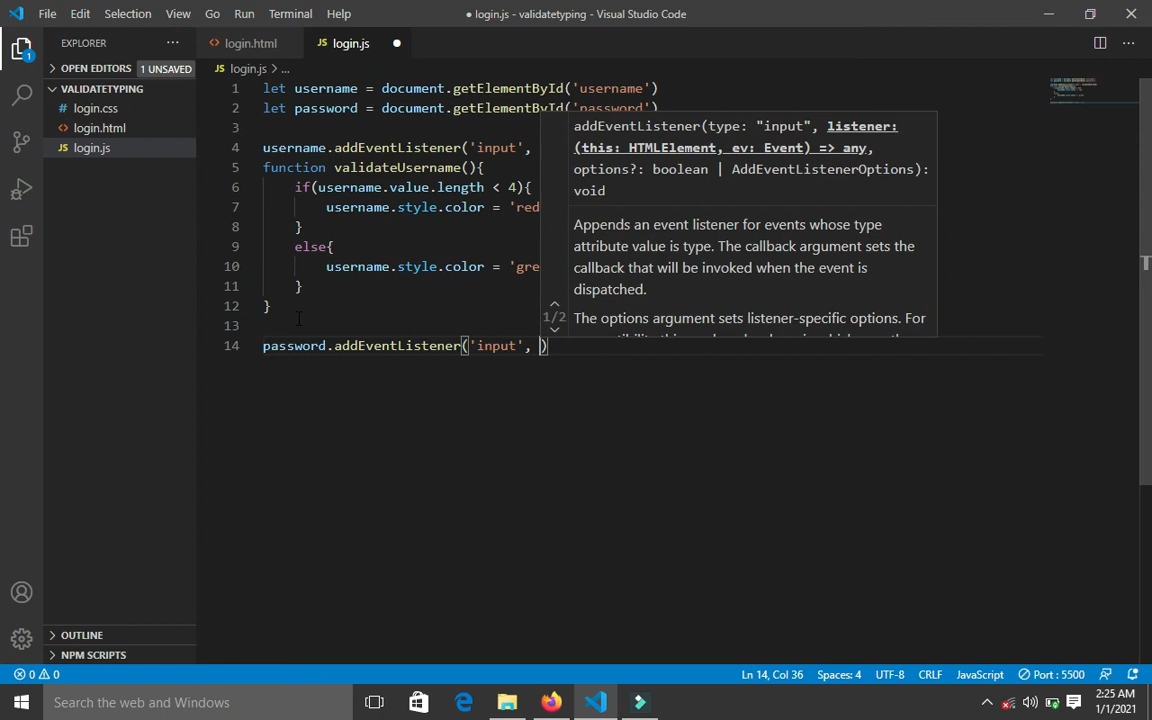 File Edit Selection View Go Run Terminal Help
● login.js - validatetyping - Visual Studio Code
EXPLORER ...
login.html
JS login.js ●
OPEN EDITORS 1 UNSAVED
JS login.js > ...
VALIDATETYPING
# login.css
login.html
JS login.js
1 let username = document.getElementById('username')
2 let password = document.getElementById('password')
3
4 username.addEventListener('input',
5 function validateUsername(){
6 if(username.value.length < 4){
7 username.style.color = 'red
8 }
9 else{
10 username.style.color = 'gre
11 }
12 }
13
14 password.addEventListener('input', )
addEventListener(type: "input", listener:
(this: HTMLElement, ev: Event) => any,
options?: boolean | AddEventListenerOptions):
void
Appends an event listener for events whose type
attribute value is type. The callback argument sets the
callback that will be invoked when the event is
dispatched.
1/2
The options argument sets listener-specific options. For
OUTLINE
NPM SCRIPTS
1
0 0
Ln 14, Col 36 Spaces: 4 UTF-8 CRLF JavaScript Port : 5500
Search the web and Windows
2:25 AM
1/1/2021